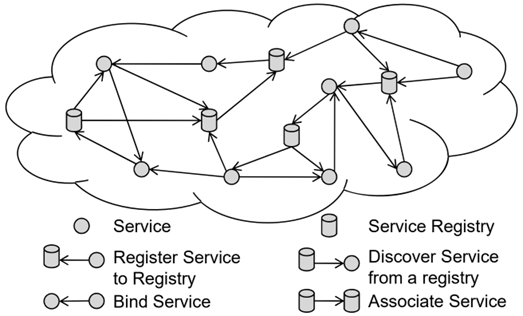 Service
Service Registry
Register Service
to Registry
Discover Service
from a registry
Bind Service
Associate Service